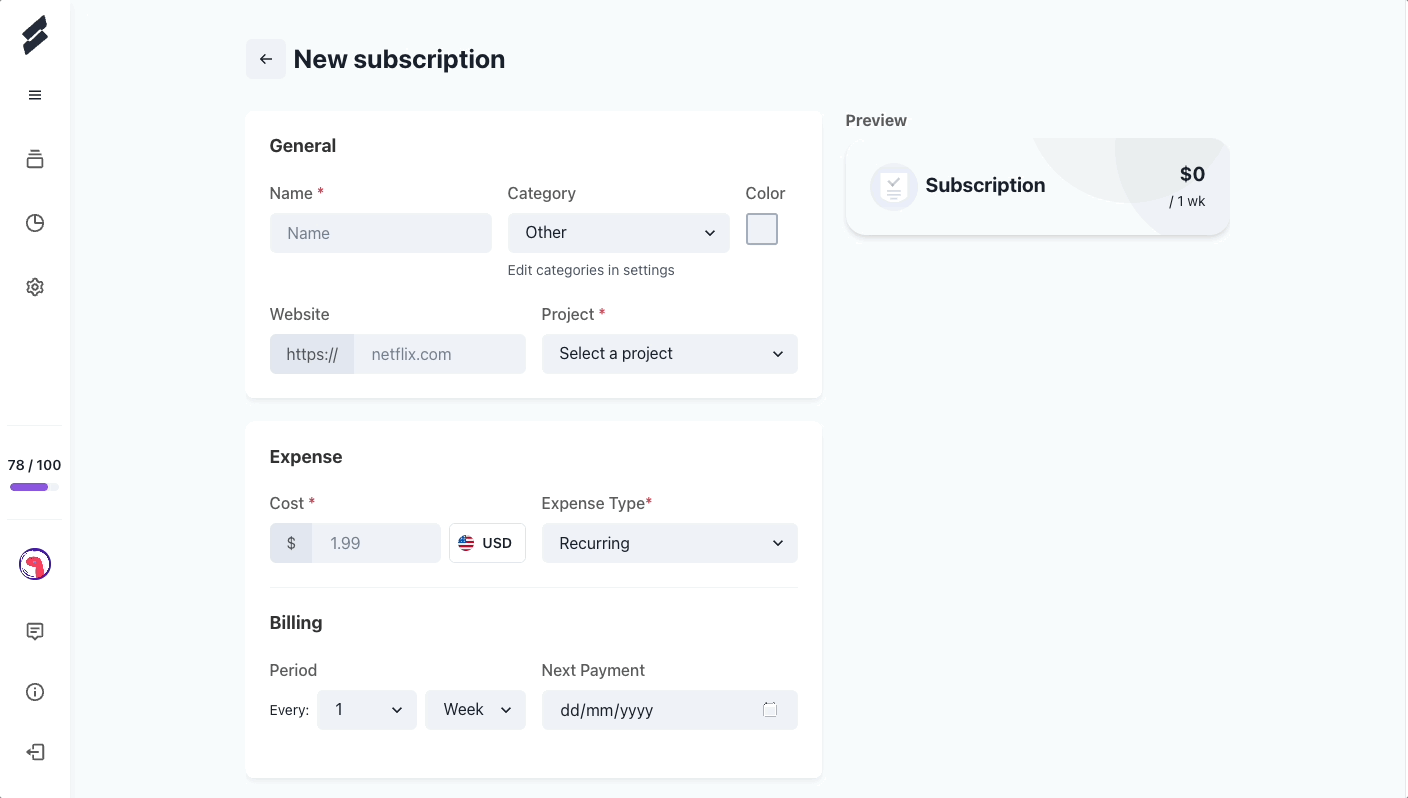 New subscription
General
Name *
Category
Color
Name
Other
Edit categories in settings
Website
Project *
https:// netflix.com
Select a project
Expense
Cost *
Expense Type*
$ 1.99
USD
Recurring
Billing
Period
Next Payment
Every: 1 Week
dd/mm/yyyy
Preview
Subscription
$0
/ 1 wk
78 / 100